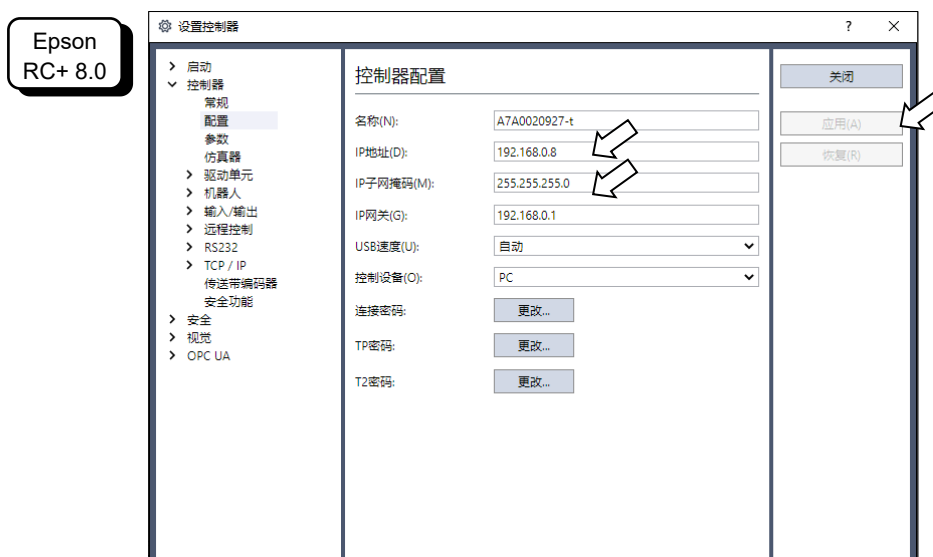 Epson
RC+ 8.0
设置控制器
?
启动
控制器
常规
配置
参数
仿真器
驱动单元
机器人
输入/输出
远程控制
RS232
TCP / IP
传送带编码器
安全功能
安全
视觉
OPC UA
控制器配置
名称(N): A7A0020927-t
IP地址(D): 192.168.0.8
IP子网掩码(M): 255.255.255.0
IP网关(G): 192.168.0.1
USB速度(U): 自动
控制设备(O): PC
连接密码: 更改...
TP密码: 更改...
T2密码: 更改...
关闭
应用(A)
恢复(R)